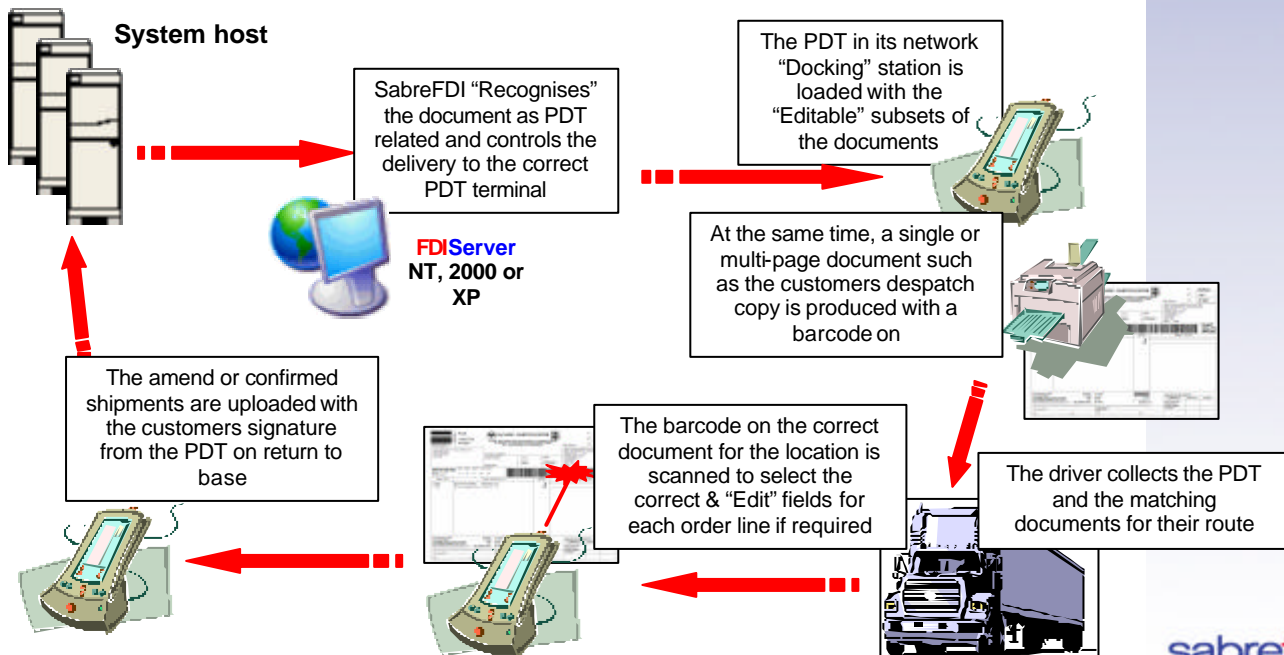 System host
SabreFDI “Recognises”
the document as PDT
related and controls the
delivery to the correct
PDT terminal
FDIServer
NT, 2000 or
XP
The PDT in its network
“Docking” station is
loaded with the
“Editable” subsets of
the documents
At the same time, a single or
multi-page document such
as the customers despatch
copy is produced with a
barcode on
The driver collects the PDT
and the matching
documents for their route
The barcode on the correct
document for the location is
scanned to select the
correct & “Edit” fields for
each order line if required
The amend or confirmed
shipments are uploaded with
the customers signature
from the PDT on return to
base
sabre